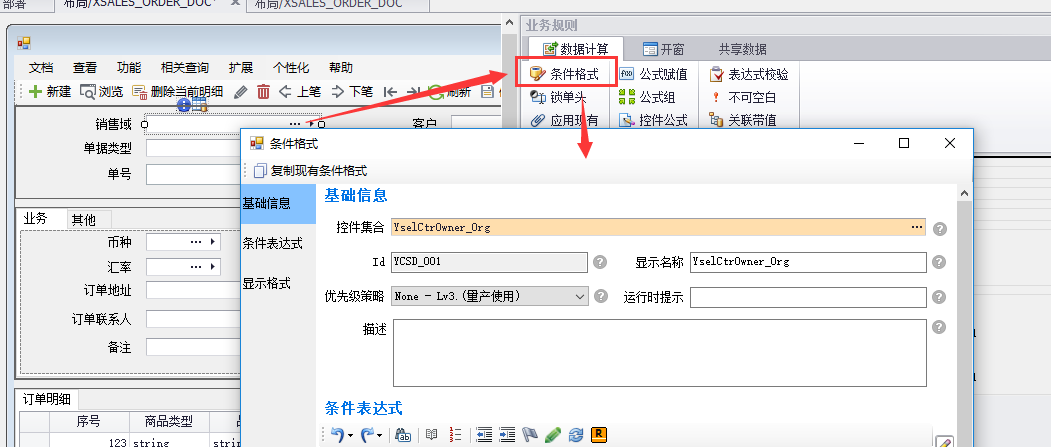 部署
布局/XSALES_ORDER_DOC*
布局/XSALES_ORDER_DOC
业务规则
数据计算
开窗
共享数据
文档
查看
功能
相关查询
扩展
个性化
帮助
条件格式
公式赋值
表达式校验
新建
浏览
删除当前明细
上笔
下笔
刷新
锁单头
公式组
不可空白
销售域
客户
应用现有
控件公式
关联带值
单据类型
单号
条件格式
复制现有条件格式
基础信息
条件表达式
显示格式
基础信息
控件集合
YselCtrOwner_Org
Id
YCSD_001
显示名称
YselCtrOwner_Org
优先级策略
None - Lv3.(量产使用)
运行时提示
描述
条件表达式
业务
其他
币种
汇率
订单地址
订单联系人
备注
订单明细
序号
商品类型
123
string